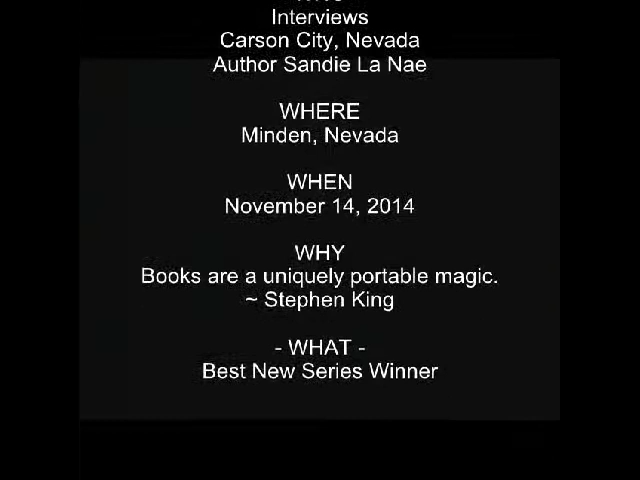 Interviews
Carson City, Nevada
Author Sandie La Nae
WHERE
Minden, Nevada
WHEN
November 14, 2014
WHY
Books are a uniquely portable magic.
~ Stephen King
- WHAT -
Best New Series Winner